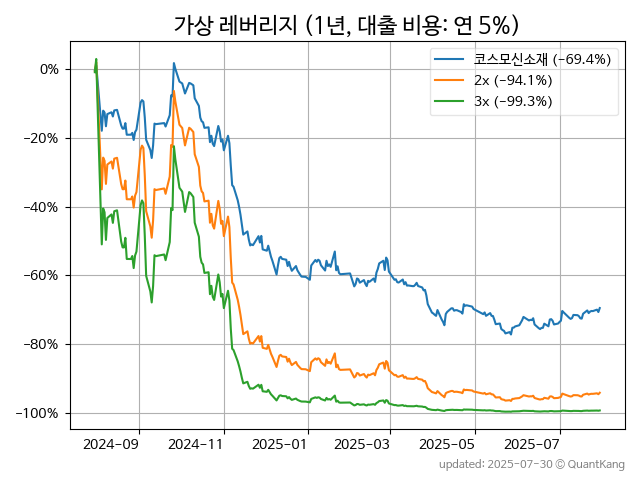 가상 레버리지 (1년, 대출 비용: 연 5%)
코스모신소재 (−69.4%)
2x (−94.1%)
3x (−99.3%)
0%
−20%
−40%
−60%
−80%
−100%
2024-09 2024-11 2025-01 2025-03 2025-05 2025-07
updated: 2025-07-30 © QuantKang